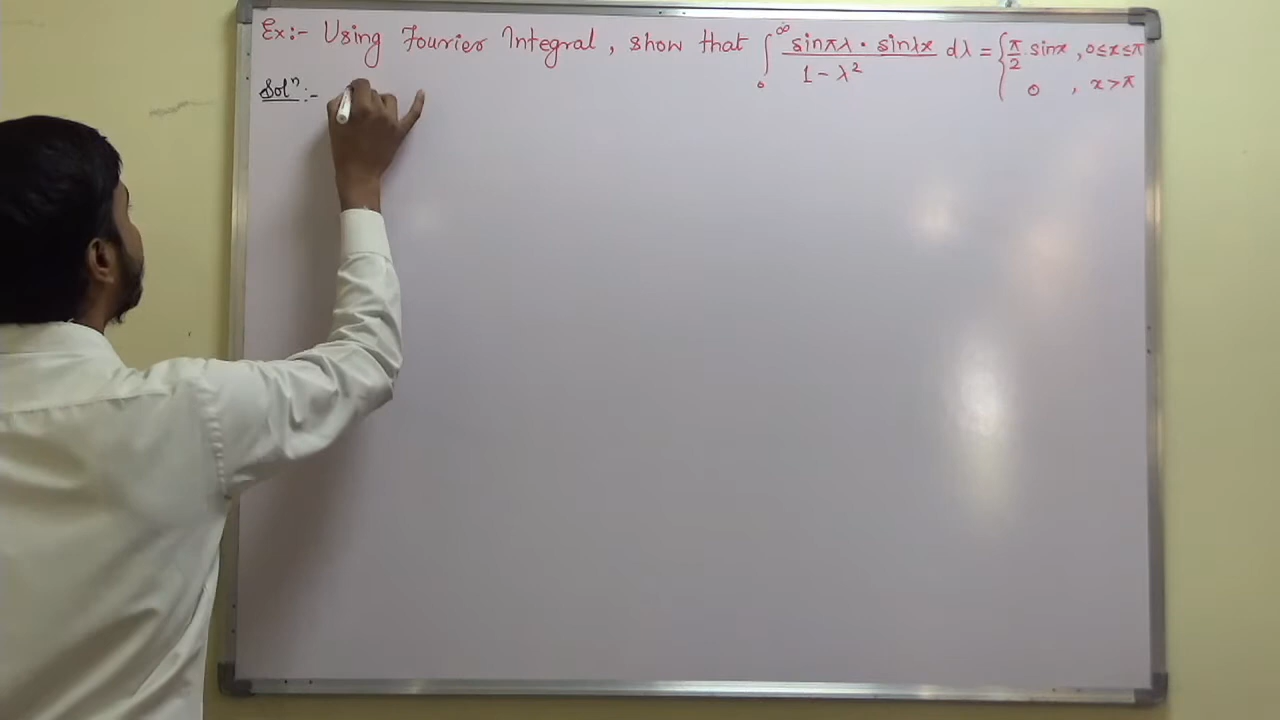 Ex:- Using Fourier Integral, show that ∫₀^∞ (sinπλ · sinλx)/(1 - λ²) dλ = { π/2 . sinx , 0≤x≤π
0 , x>π
Solⁿ:-